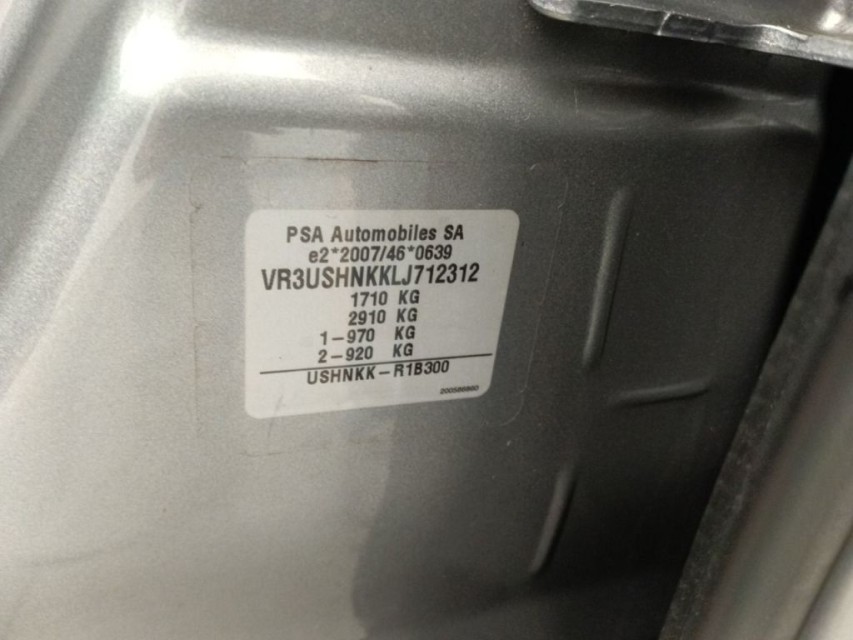 PSA Automobiles SA
e2*2007/46*0639
VR3USHNKKLJ712312
1710 KG
2910 KG
1-970 KG
2-920 KG
USHNKK-R1B300